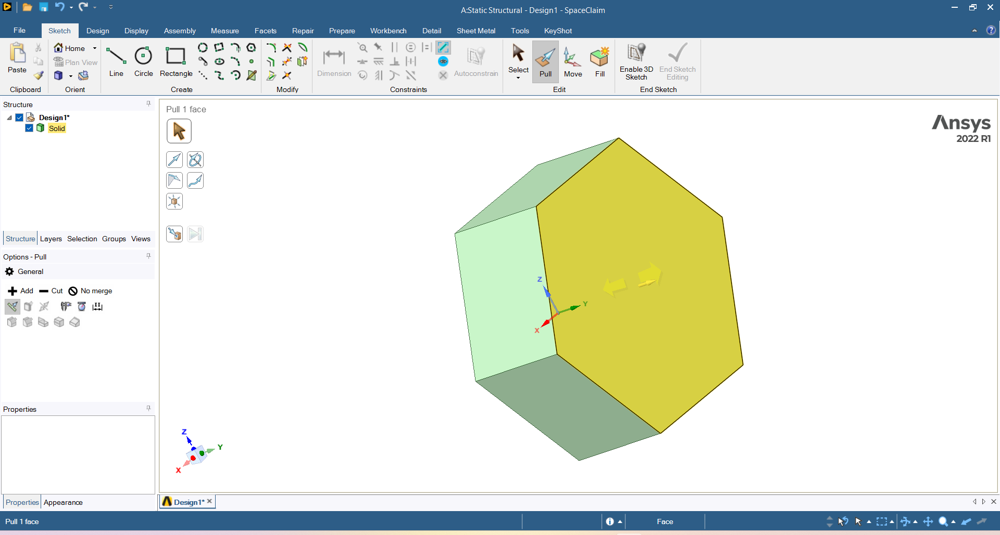 A:Static Structural - Design1 - SpaceClaim
File Sketch Design Display Assembly Measure Facets Repair Prepare Workbench Detail Sheet Metal Tools KeyShot
Paste
Clipboard
Home
Plan View
Orient
Line Circle Rectangle
Create
Modify
Dimension Autoconstrain
Constraints
Select Pull Move Fill
Edit
Enable 3D Sketch
End Sketch Editing
End Sketch
Structure
Design1*
Solid
Structure Layers Selection Groups Views
Options - Pull
General
Add Cut No merge
Properties
Properties Appearance
Pull 1 face
Ansys
2022 R1
Z
Y
X
Z
Y
X
Design1*
Pull 1 face
Face